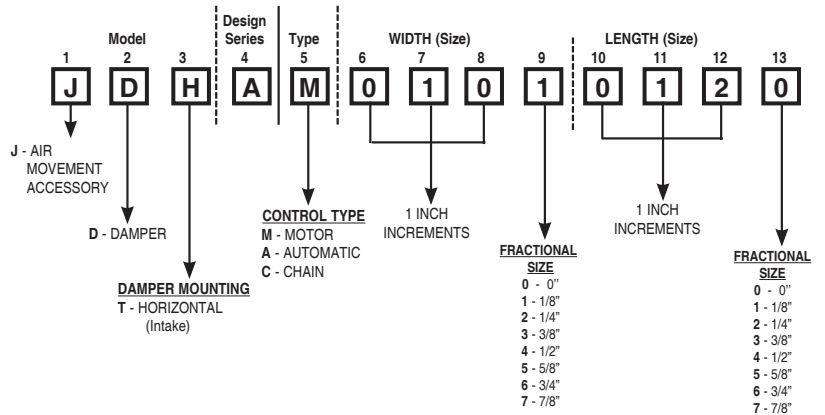 Design
Model Series Type WIDTH (Size) LENGTH (Size)
1 2 3 4 5 6 7 8 9 10 11 12 13
J D H A M 0 1 0 1 0 1 2 0
J - AIR
MOVEMENT
ACCESSORY
D - DAMPER
DAMPER MOUNTING
T - HORIZONTAL
(Intake)
CONTROL TYPE
M - MOTOR
A - AUTOMATIC
C - CHAIN
1 INCH
INCREMENTS
FRACTIONAL
SIZE
0 - 0"
1 - 1/8"
2 - 1/4"
3 - 3/8"
4 - 1/2"
5 - 5/8"
6 - 3/4"
7 - 7/8"
1 INCH
INCREMENTS
FRACTIONAL
SIZE
0 - 0"
1 - 1/8"
2 - 1/4"
3 - 3/8"
4 - 1/2"
5 - 5/8"
6 - 3/4"
7 - 7/8"